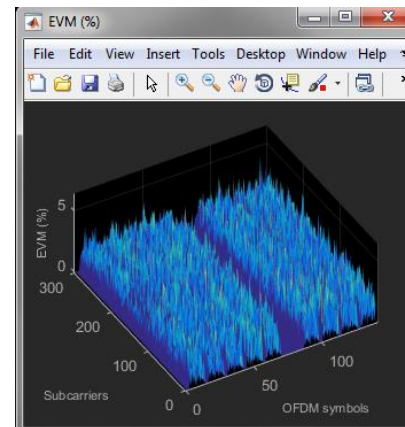 EVM (%)
File Edit View Insert Tools Desktop Window Help
5
0
EVM (%)
300
200
100
0
Subcarriers
0
50
100
OFDM symbols